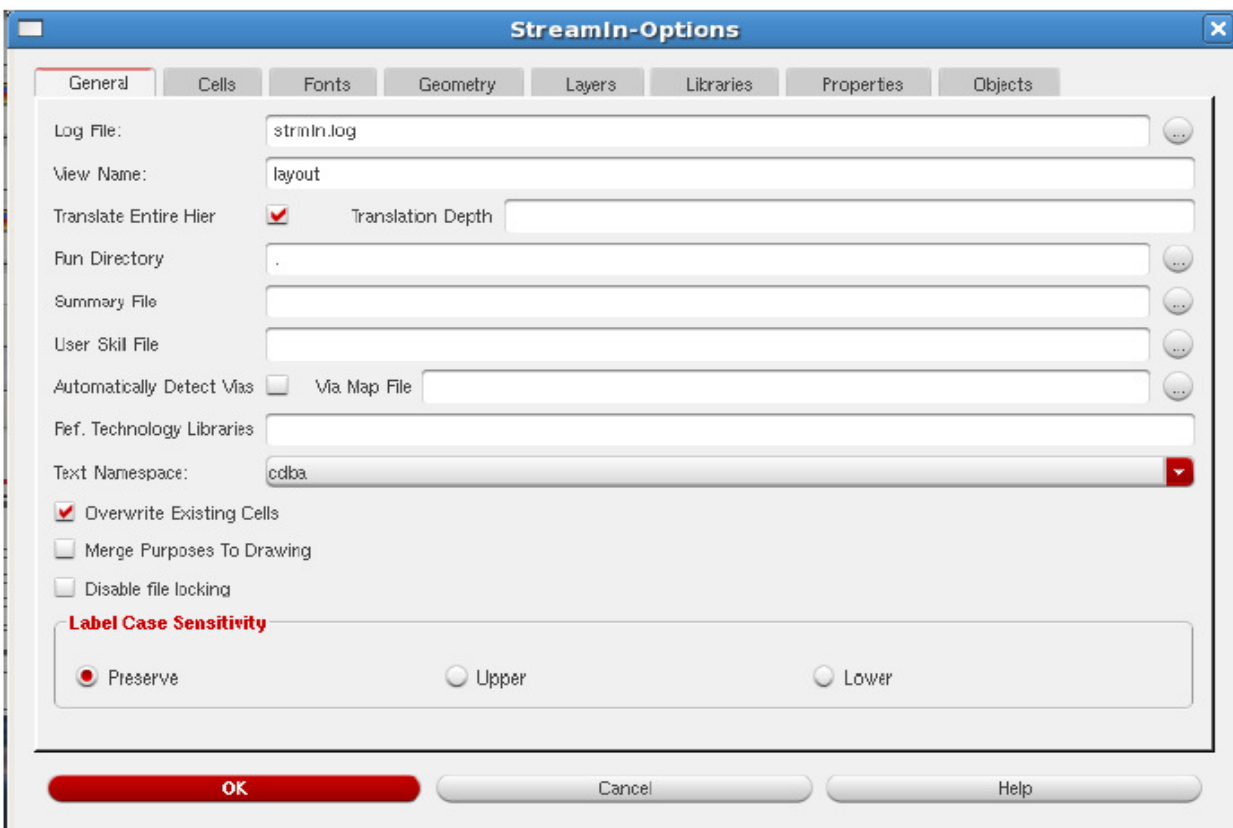 StreamIn-Options
General Cells Fonts Geometry Layers Libraries Properties Objects
Log File: strmIn.log ...
View Name: layout
Translate Entire Hier Translation Depth
Run Directory . ...
Summary File ...
User Skill File ...
Automatically Detect Vias Via Map File ...
Ref. Technology Libraries
Text Namespace: cdba
Overwrite Existing Cells
Merge Purposes To Drawing
Disable file locking
Label Case Sensitivity
Preserve Upper Lower
OK Cancel Help